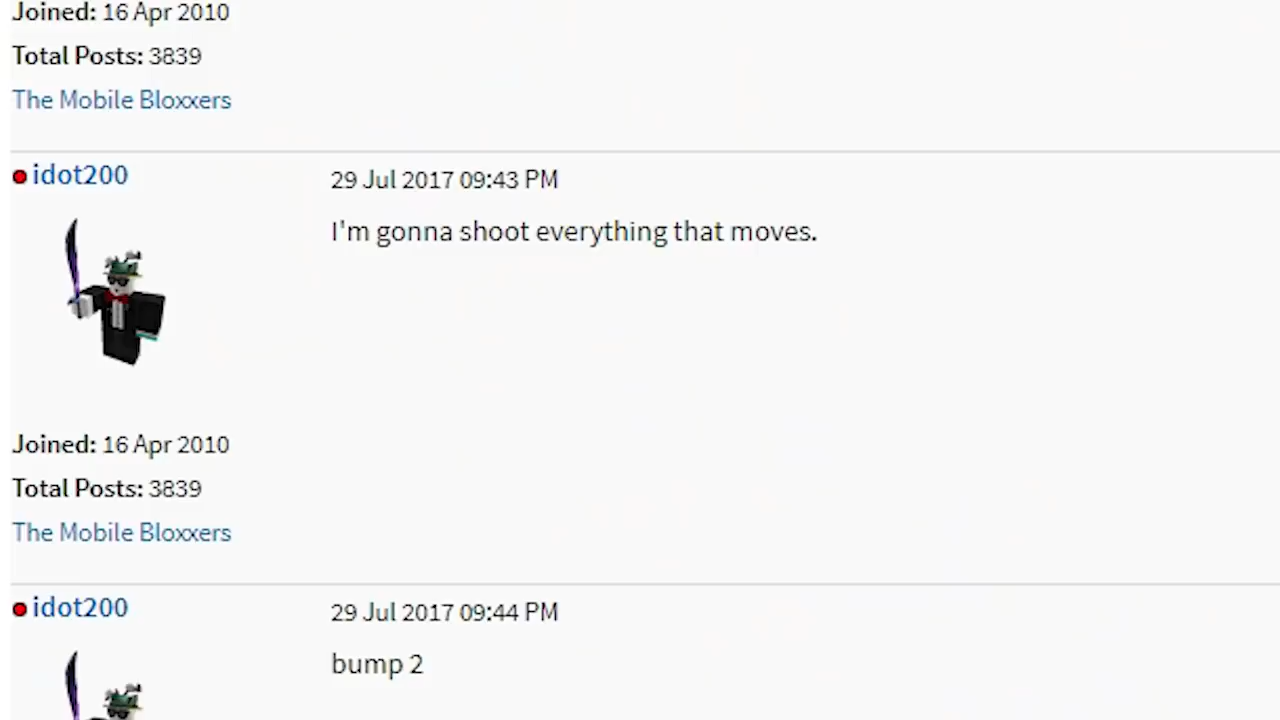 Joined: 16 Apr 2010
Total Posts: 3839
The Mobile Bloxxers
idot200
29 Jul 2017 09:43 PM
I'm gonna shoot everything that moves.
Joined: 16 Apr 2010
Total Posts: 3839
The Mobile Bloxxers
idot200
29 Jul 2017 09:44 PM
bump 2